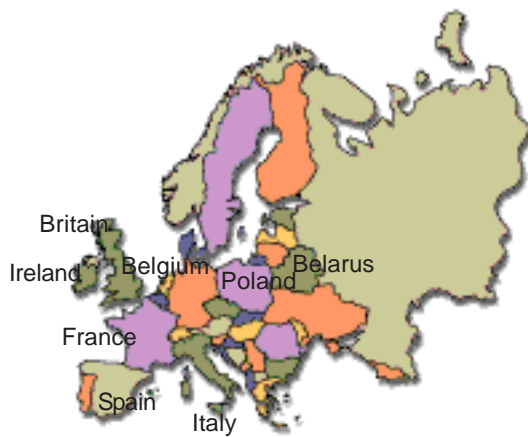 Britain
Ireland
Belgium
Poland
Belarus
France
Spain
Italy